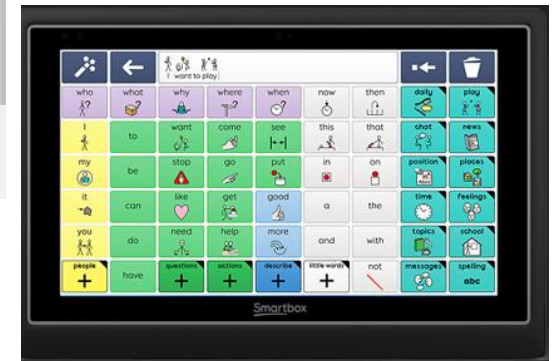 I want to play
who what why where when now then daily play
I to want come see this that chat news
my be stop go put in on position places
it can like get good a the time feelings
you do need help more and with topics school
people have questions actions describe little words not messages spelling
abc
Smartbox